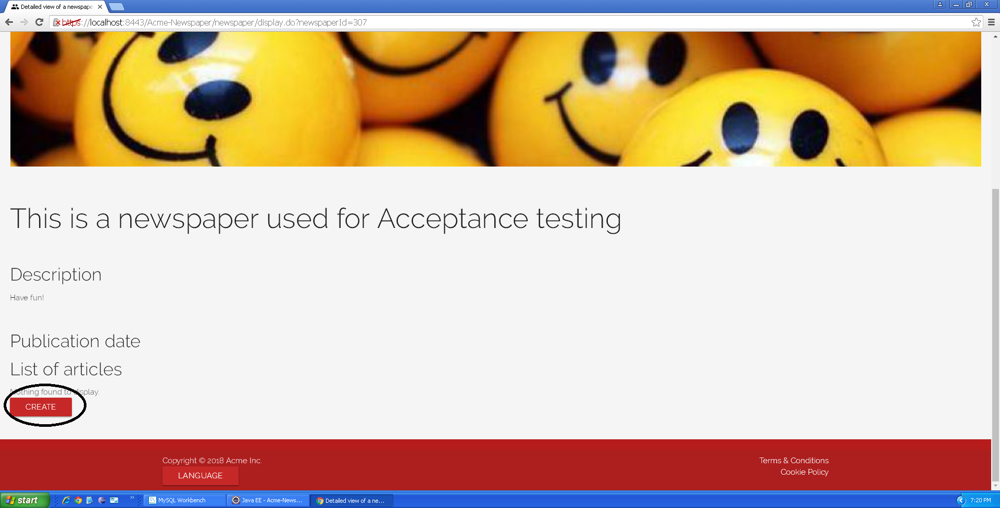 Detailed view of a newspape
https://localhost:8443/Acme-Newspaper/newspaper/display.do?newspaperId=307
This is a newspaper used for Acceptance testing
Description
Have fun!
Publication date
List of articles
Nothing found to display.
CREATE
Copyright © 2018 Acme Inc.
Terms & Conditions
Cookie Policy
LANGUAGE
start
MySQL Workbench
Java EE - Acme-News...
Detailed view of a ne...
7:20 PM